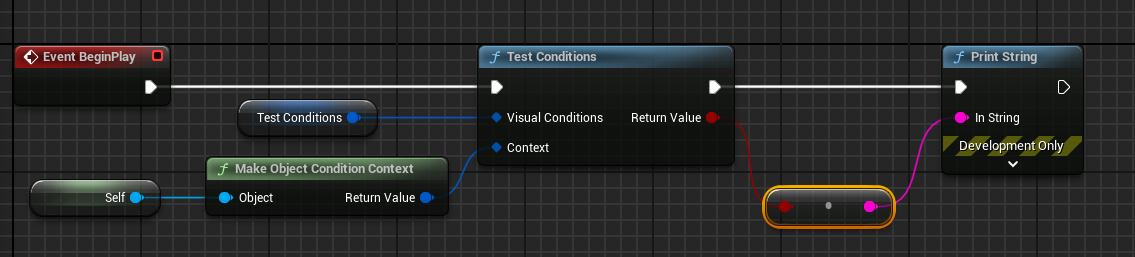 Event BeginPlay
Test Conditions
Print String
Test Conditions
Visual Conditions
Return Value
In String
Context
Development Only
Make Object Condition Context
Self
Object
Return Value